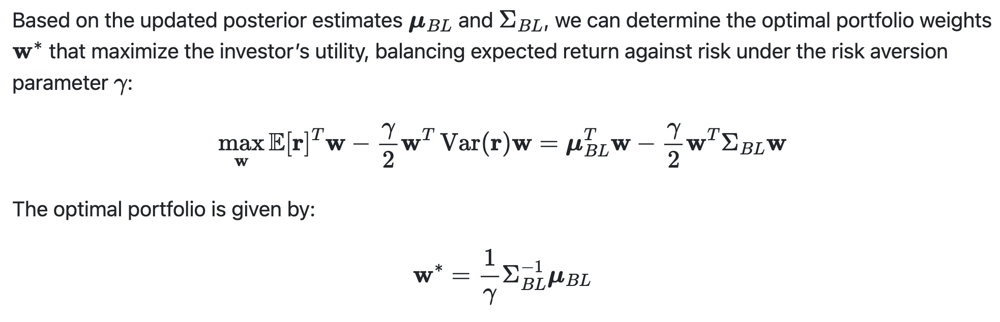 Based on the updated posterior estimates $\boldsymbol{\mu}_{BL}$ and $\Sigma_{BL}$, we can determine the optimal portfolio weights
$\mathbf{w}^*$ that maximize the investor’s utility, balancing expected return against risk under the risk aversion
parameter $\gamma$:
$$\max_{\mathbf{w}} \mathbb{E}[\mathbf{r}]^T \mathbf{w} - \frac{\gamma}{2} \mathbf{w}^T \operatorname{Var}(\mathbf{r}) \mathbf{w} = \boldsymbol{\mu}_{BL}^T \mathbf{w} - \frac{\gamma}{2} \mathbf{w}^T \Sigma_{BL} \mathbf{w}$$
The optimal portfolio is given by:
$$\mathbf{w}^* = \frac{1}{\gamma} \Sigma_{BL}^{-1} \boldsymbol{\mu}_{BL}$$